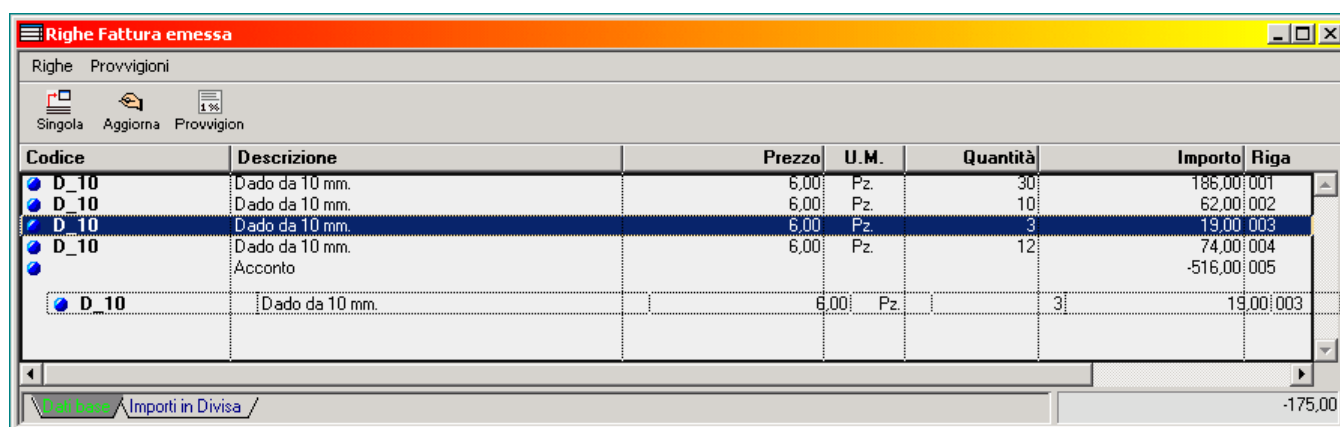 Righe Fattura emessa
Righe Provvigioni
Singola Aggiorna Provvigion
Codice Descrizione Prezzo U.M. Quantità Importo Riga
D_10 Dado da 10 mm. 6,00 Pz. 30 186,00 001
D_10 Dado da 10 mm. 6,00 Pz. 10 62,00 002
D_10 Dado da 10 mm. 6,00 Pz. 3 19,00 003
D_10 Dado da 10 mm. 6,00 Pz. 12 74,00 004
Acconto -516,00 005
D_10 Dado da 10 mm. 6,00 Pz. 3 19,00 003
Dati base Importi in Divisa -175,00